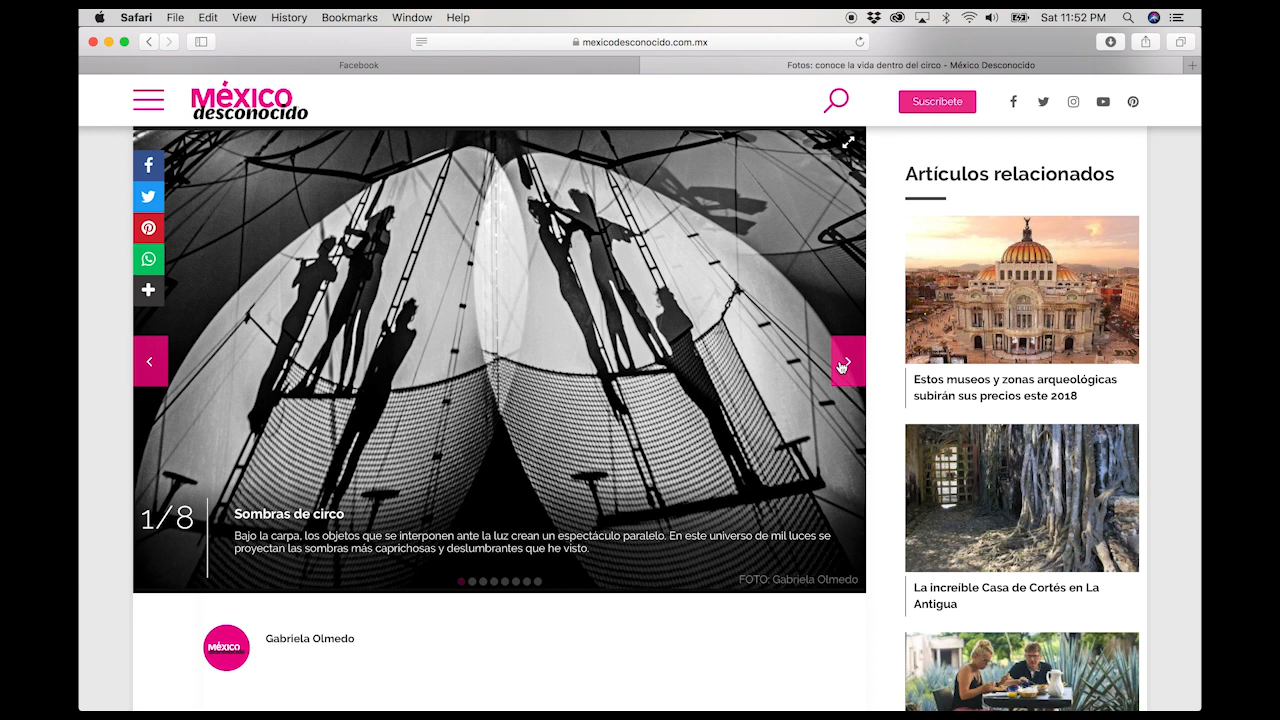 Safari File Edit View History Bookmarks Window Help Sat 11:52 PM
mexicodesconocido.com.mx
Facebook Fotos: conoce la vida dentro del circo - México Desconocido
México
desconocido
Suscríbete
Sombras de circo
1/8
Bajo la carpa, los objetos que se interponen ante la luz crean un espectáculo paralelo. En este universo de mil luces se
proyectan las sombras más caprichosas y deslumbrantes que he visto.
FOTO: Gabriela Olmedo
MÉXICO
desconocido
Gabriela Olmedo
Artículos relacionados
Estos museos y zonas arqueológicas
subirán sus precios este 2018
La increíble Casa de Cortés en La
Antigua